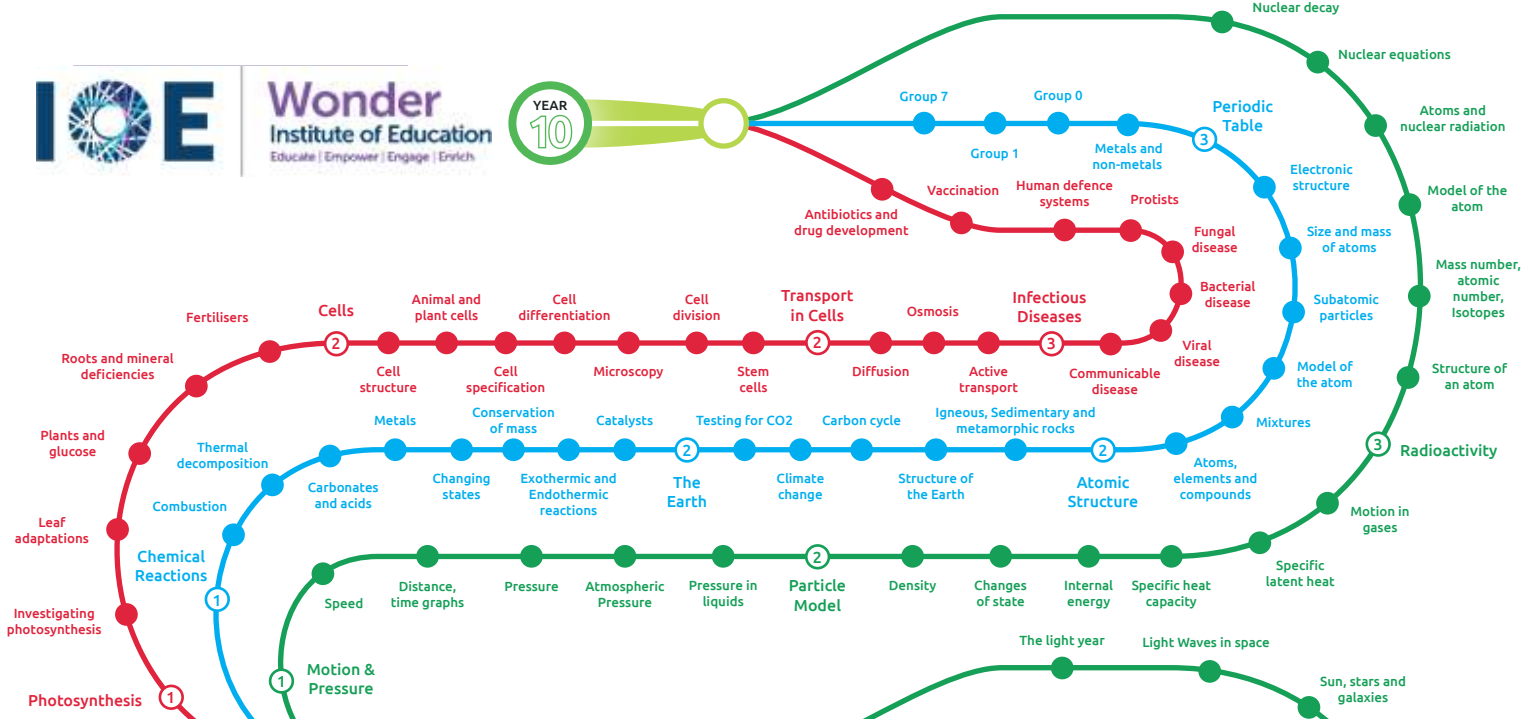 IOE
Wonder
Institute of Education
Educate | Empower | Engage | Enrich
YEAR
10
Nuclear decay
Nuclear equations
Atoms and
nuclear radiation
Model of the
atom
Mass number,
atomic
number,
Isotopes
Structure of
an atom
3
Radioactivity
Motion in
gases
Specific
latent heat
Group 7
Group 1
Group 0
Metals and
non-metals
Periodic
Table
3
Electronic
structure
Size and mass
of atoms
Subatomic
particles
Model of
the atom
Mixtures
Atoms,
elements and
compounds
Antibiotics and
drug development
Vaccination
Human defence
systems
Protists
Fungal
disease
Bacterial
disease
Viral
disease
Communicable
disease
Infectious
Diseases
3
Active
transport
Osmosis
Diffusion
Transport
in Cells
2
Stem
cells
Cell
division
Microscopy
Cell
differentiation
Cell
specification
Animal and
plant cells
Cell
structure
Cells
2
Fertilisers
Roots and mineral
deficiencies
Plants and
glucose
Leaf
adaptations
Investigating
photosynthesis
Photosynthesis
1
Atomic
Structure
2
Igneous, Sedimentary and
metamorphic rocks
Structure of
the Earth
Carbon cycle
Climate
change
Testing for CO2
The
Earth
2
Catalysts
Exothermic and
Endothermic
reactions
Conservation
of mass
Changing
states
Metals
Carbonates
and acids
Thermal
decomposition
Combustion
Chemical
Reactions
1
Speed
Distance,
time graphs
Pressure
Atmospheric
Pressure
Pressure in
liquids
2
Particle
Model
Density
Changes
of state
Internal
energy
Specific heat
capacity
1
Motion &
Pressure
The light year
Light Waves in space
Sun, stars and
galaxies